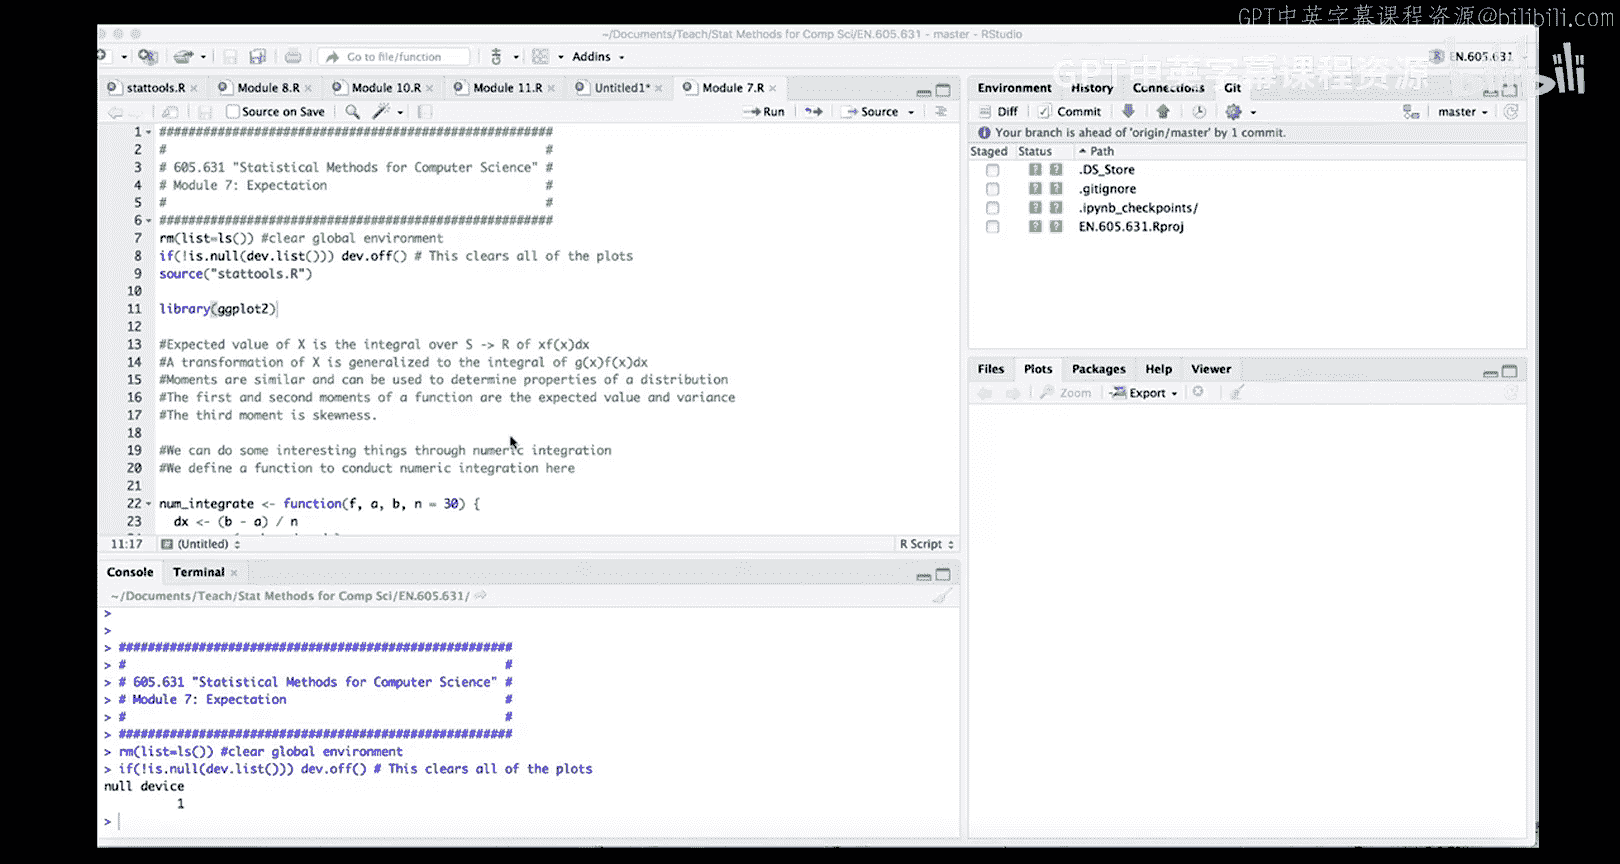 GPT中英字幕课程资源@bilibili.com
~/Documents/Teach/Stat Methods for Comp Sci/EN.605.631 - master - RStudio
Go to file/function
Addins
EN.605.631
GPT中英字幕课程资源
stattools.R
Module 8.R
Module 10.R
Module 11.R
Untitled1*
Module 7.R
Source on Save
Run
Source
1 ######################################################
2 # #
3 # 605.631 "Statistical Methods for Computer Science" #
4 # Module 7: Expectation #
5 # #
6 ######################################################
7 rm(list=ls()) #clear global environment
8 if(!is.null(dev.list())) dev.off() # This clears all of the plots
9 source("stattools.R")
10
11 library(ggplot2)
12
13 #Expected value of X is the integral over S -> R of xf(x)dx
14 #A transformation of X is generalized to the integral of g(x)f(x)dx
15 #Moments are similar and can be used to determine properties of a distribution
16 #The first and second moments of a function are the expected value and variance
17 #The third moment is skewness.
18
19 #We can do some interesting things through numeric integration
20 #We define a function to conduct numeric integration here
21
22 num_integrate <- function(f, a, b, n = 30) {
23 dx <- (b - a) / n
11:17 (Untitled) R Script
Console Terminal
~/Documents/Teach/Stat Methods for Comp Sci/EN.605.631/
>
>
> ######################################################
> # #
> # 605.631 "Statistical Methods for Computer Science" #
> # Module 7: Expectation #
> # #
> ######################################################
> rm(list=ls()) #clear global environment
> if(!is.null(dev.list())) dev.off() # This clears all of the plots
null device
1
>
Environment History Connections Git
Diff Commit master
Your branch is ahead of 'origin/master' by 1 commit.
Staged Status Path
.DS_Store
.gitignore
.ipynb_checkpoints/
EN.605.631.Rproj
Files Plots Packages Help Viewer
Zoom Export